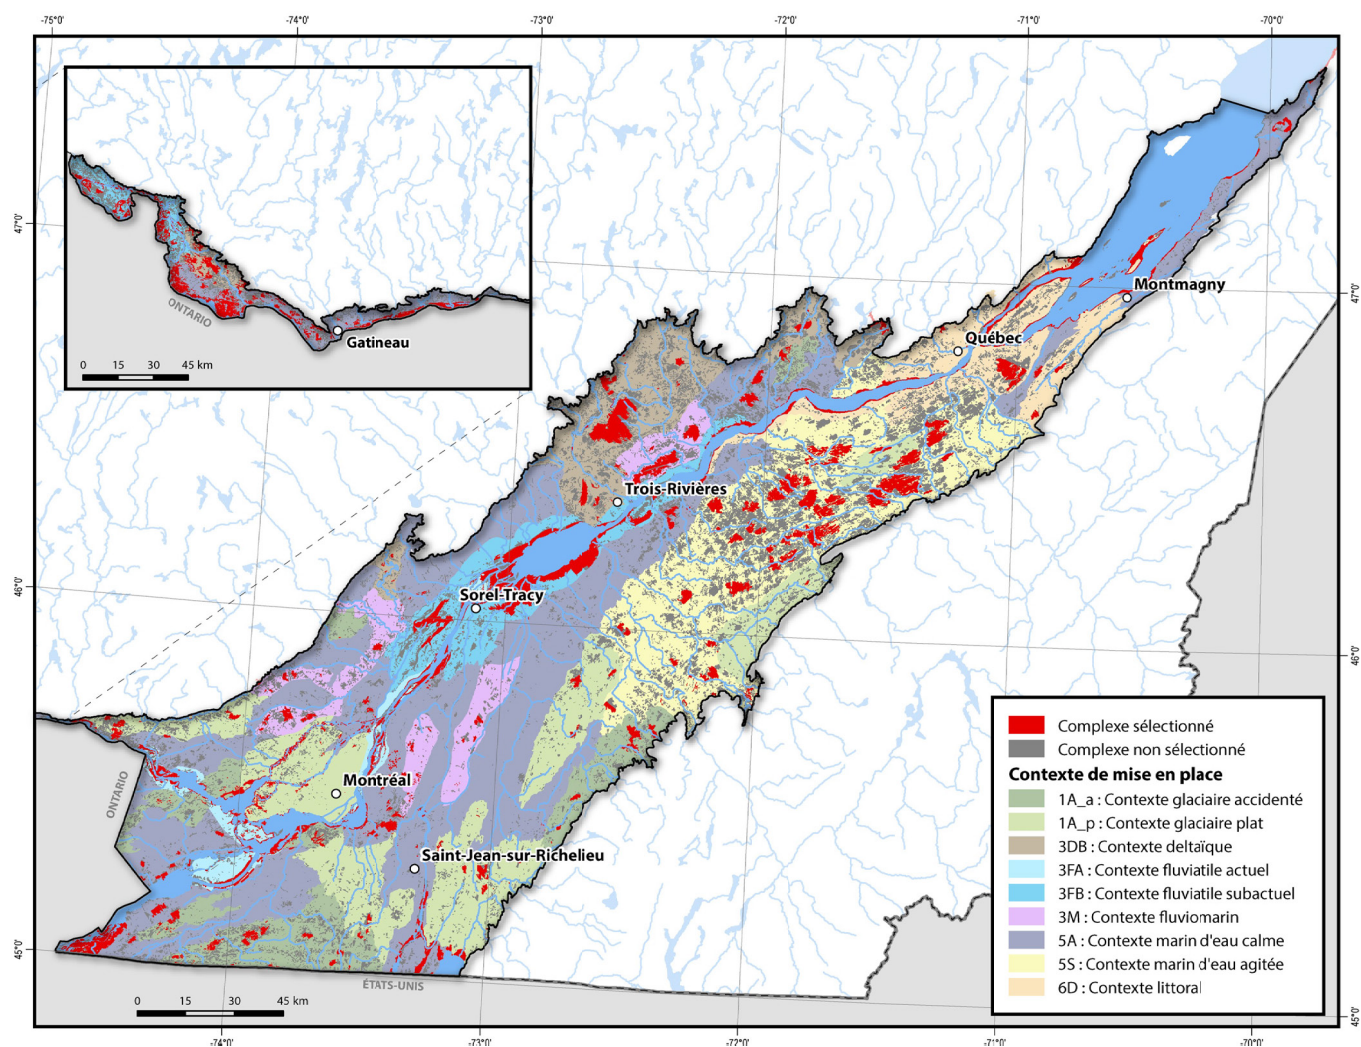 -75°0'
-74°0'
-73°0'
-72°0'
-71°0'
-70°0'
47°0'
47°0'
46°0'
46°0'
45°0'
45°0'
ONTARIO
Gatineau
0 15 30 45 km
Montmagny
Québec
Trois-Rivières
Sorel-Tracy
Montréal
ONTARIO
Saint-Jean-sur-Richelieu
ÉTATS-UNIS
0 15 30 45 km
Complexe sélectionné
Complexe non sélectionné
Contexte de mise en place
1A_a : Contexte glaciaire accidenté
1A_p : Contexte glaciaire plat
3DB : Contexte deltaïque
3FA : Contexte fluviatile actuel
3FB : Contexte fluviatile subactuel
3M : Contexte fluviomarin
5A : Contexte marin d'eau calme
5S : Contexte marin d'eau agitée
6D : Contexte littoral
-74°0'
-73°0'
-72°0'
-71°0'
-70°0'